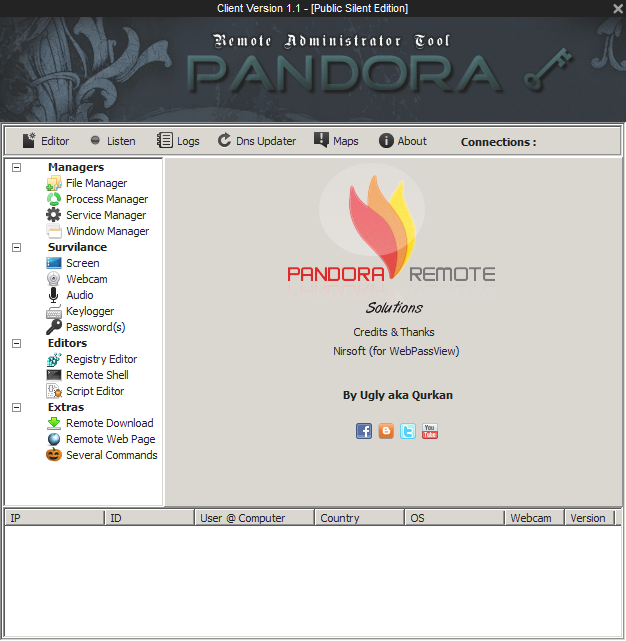 Client Version 1.1 - [Public Silent Edition]
Remote Administrator Tool
PANDORA
Editor Listen Logs Dns Updater Maps About Connections :
Managers
File Manager
Process Manager
Service Manager
Window Manager
Survilance
Screen
Webcam
Audio
Keylogger
Password(s)
Editors
Registry Editor
Remote Shell
Script Editor
Extras
Remote Download
Remote Web Page
Several Commands
PANDORA REMOTE
Solutions
Credits & Thanks
Nirsoft (for WebPassView)
By Ugly aka Qurkan
You
Tube
IP ID User @ Computer Country OS Webcam Version